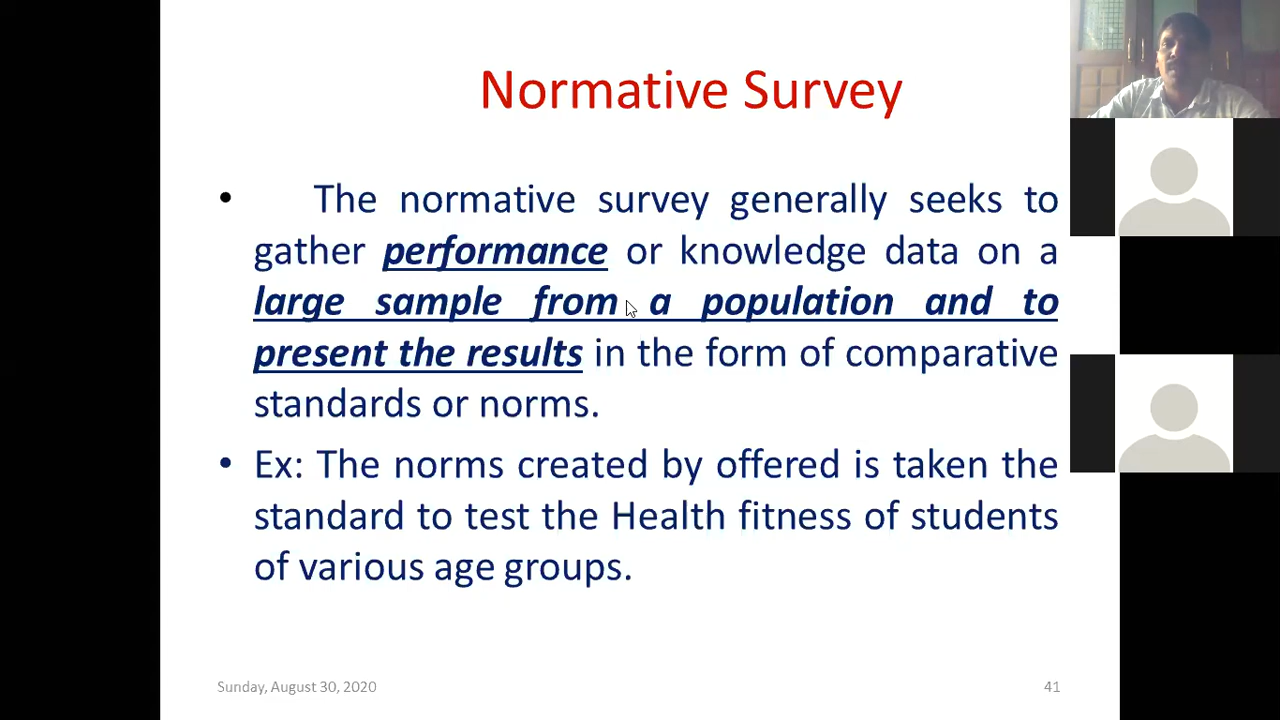 Normative Survey
• The normative survey generally seeks to
gather performance or knowledge data on a
large sample from a population and to
present the results in the form of comparative
standards or norms.
• Ex: The norms created by offered is taken the
standard to test the Health fitness of students
of various age groups.
Sunday, August 30, 2020
41